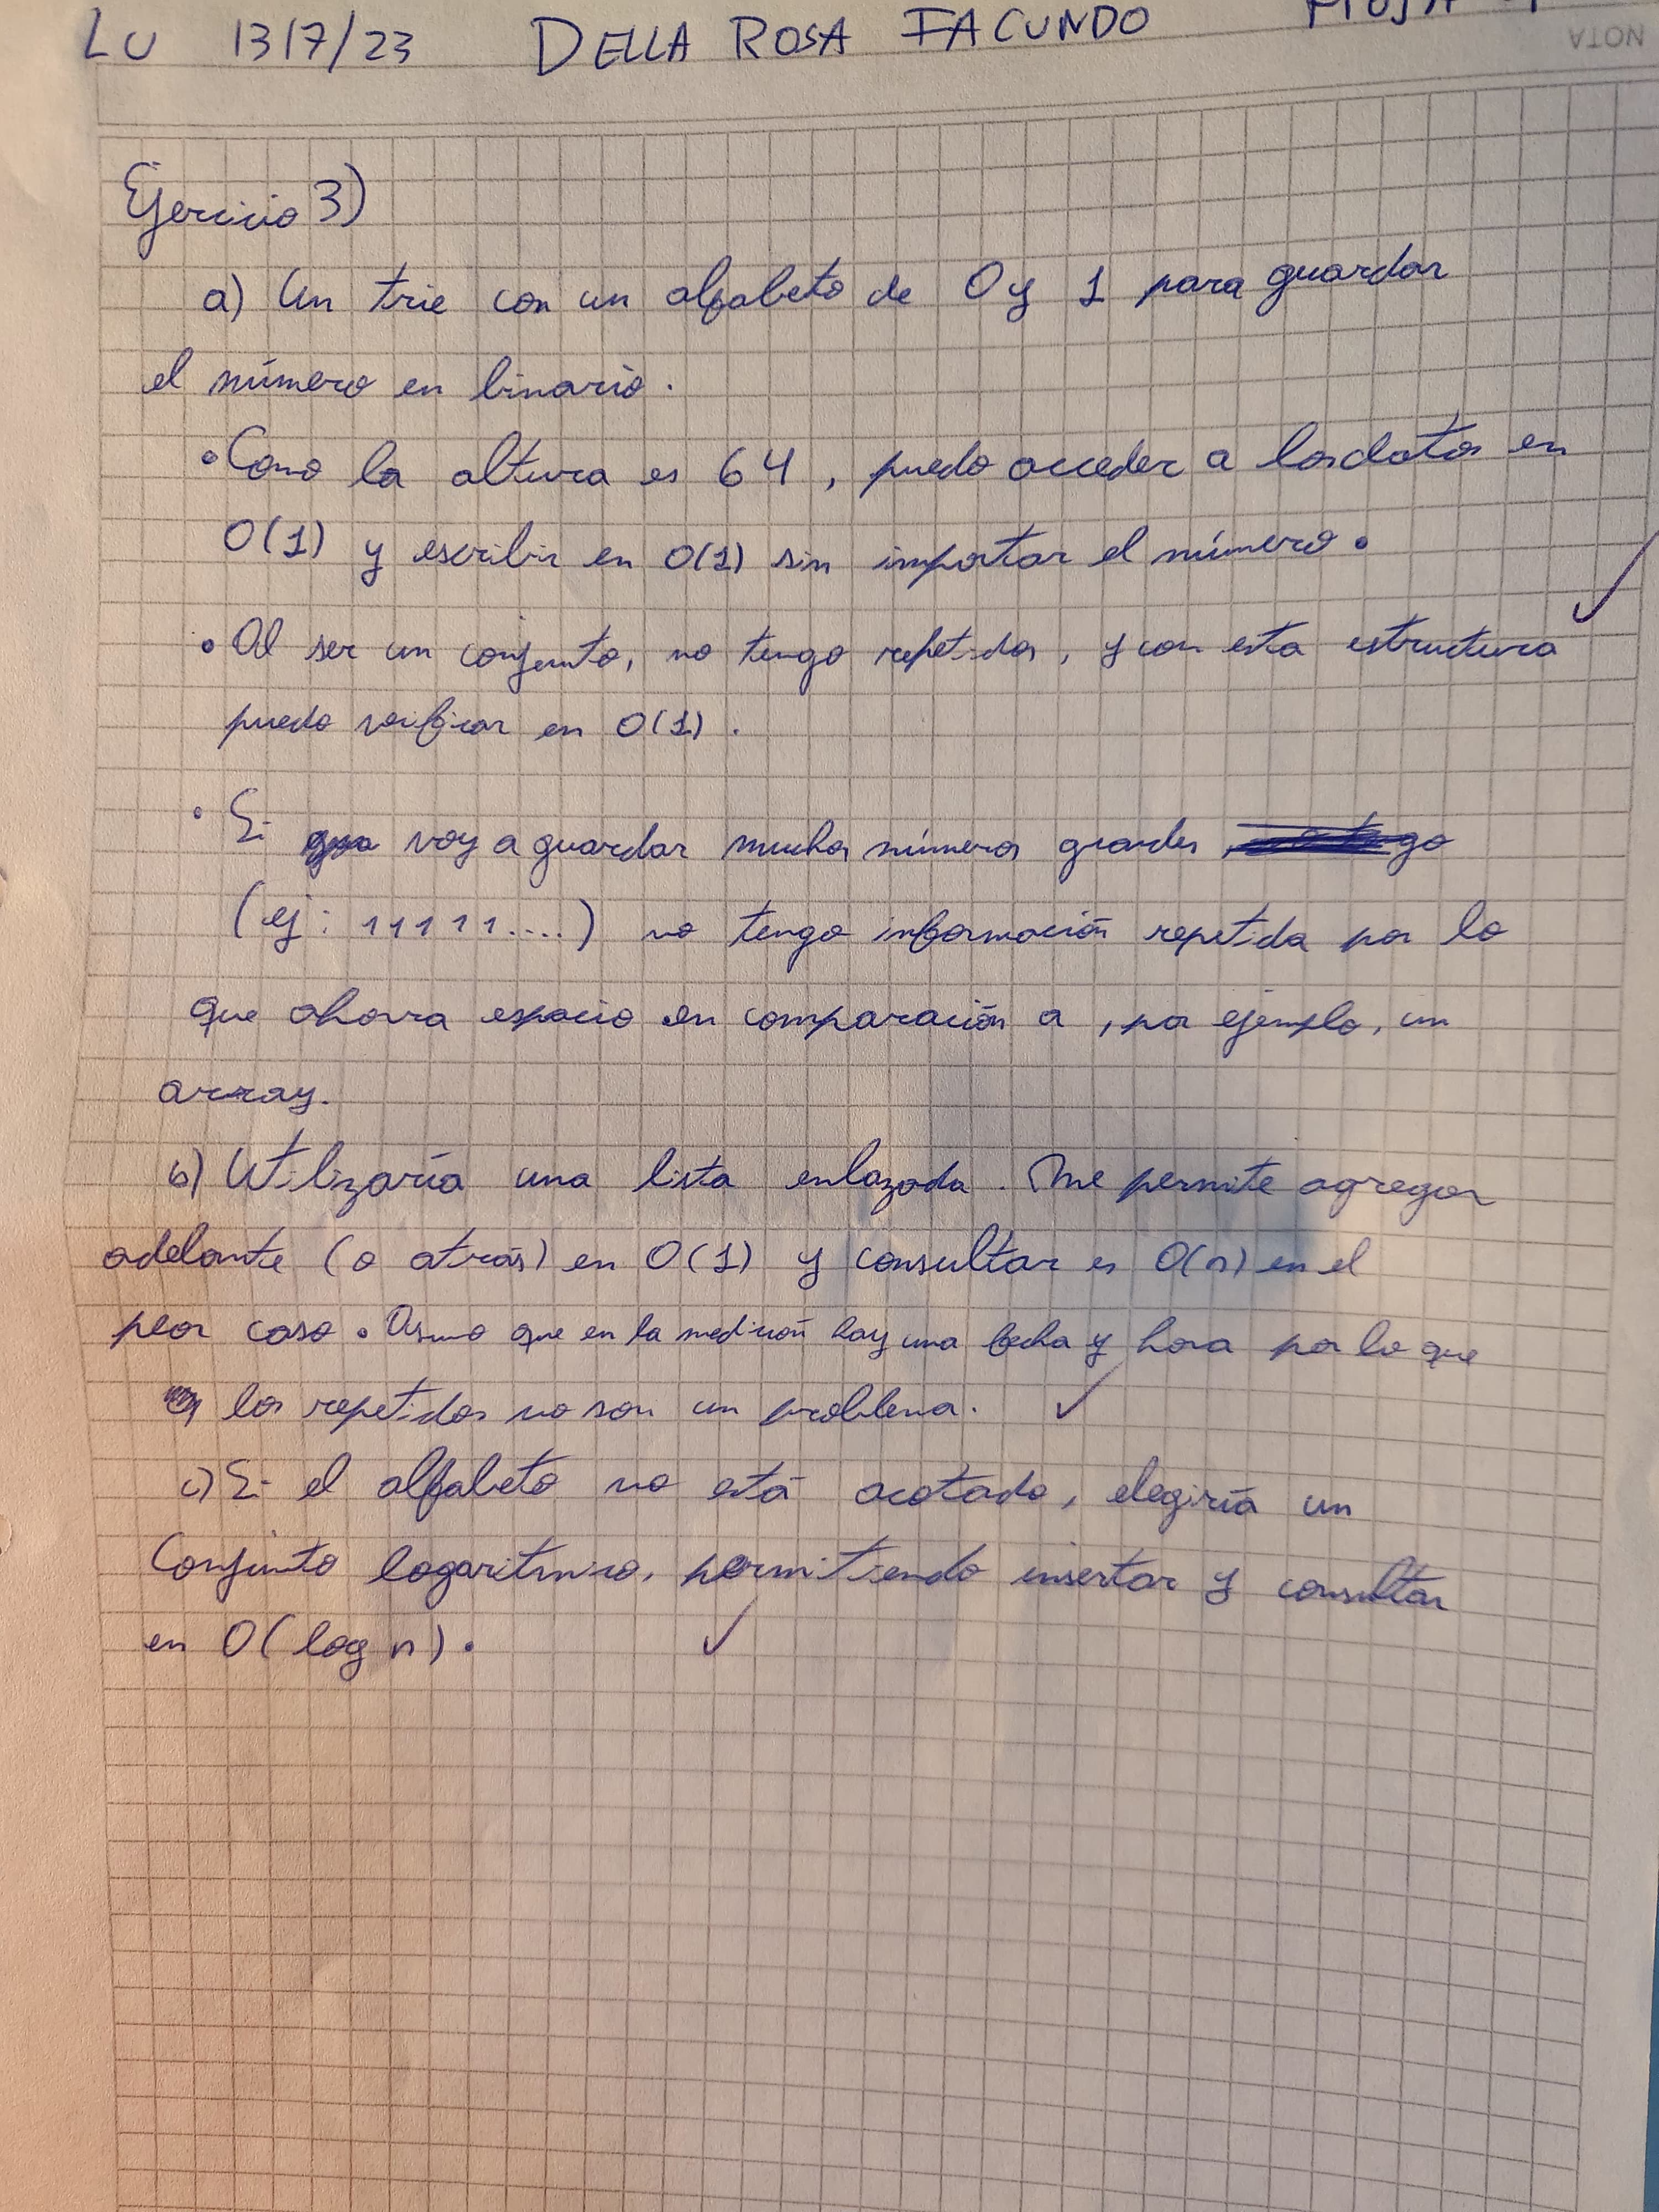 LU 1317/23 DELLA ROSA FACUNDO
NOTA
Ejercicio 3)
a) Un trie con un alfabeto de 0 y 1 para guardar
el número en binario.
• Como la altura es 64, puedo acceder a los datos en
O(1) y escribir en O(1) sin importar el número.
• Al ser un conjunto, no tengo repetidos, y con esta estructura
puedo verificar en O(1).
• Si voy a guardar muchos números grandes
(ej: 11111....) no tengo información repetida por lo
que ahorra espacio en comparación a, por ejemplo, un
array.
b) Utilizaría una lista enlazada. Me permite agregar
adelante (o atrás) en O(1) y consultar es O(n) en el
peor caso. Asumo que en la medición hay una fecha y hora por lo que
los repetidos no son un problema. ✓
c) Si el alfabeto no está acotado, elegiría un
Conjunto logaritmico, permitiendo insertar y consultar
en O(log n). ✓